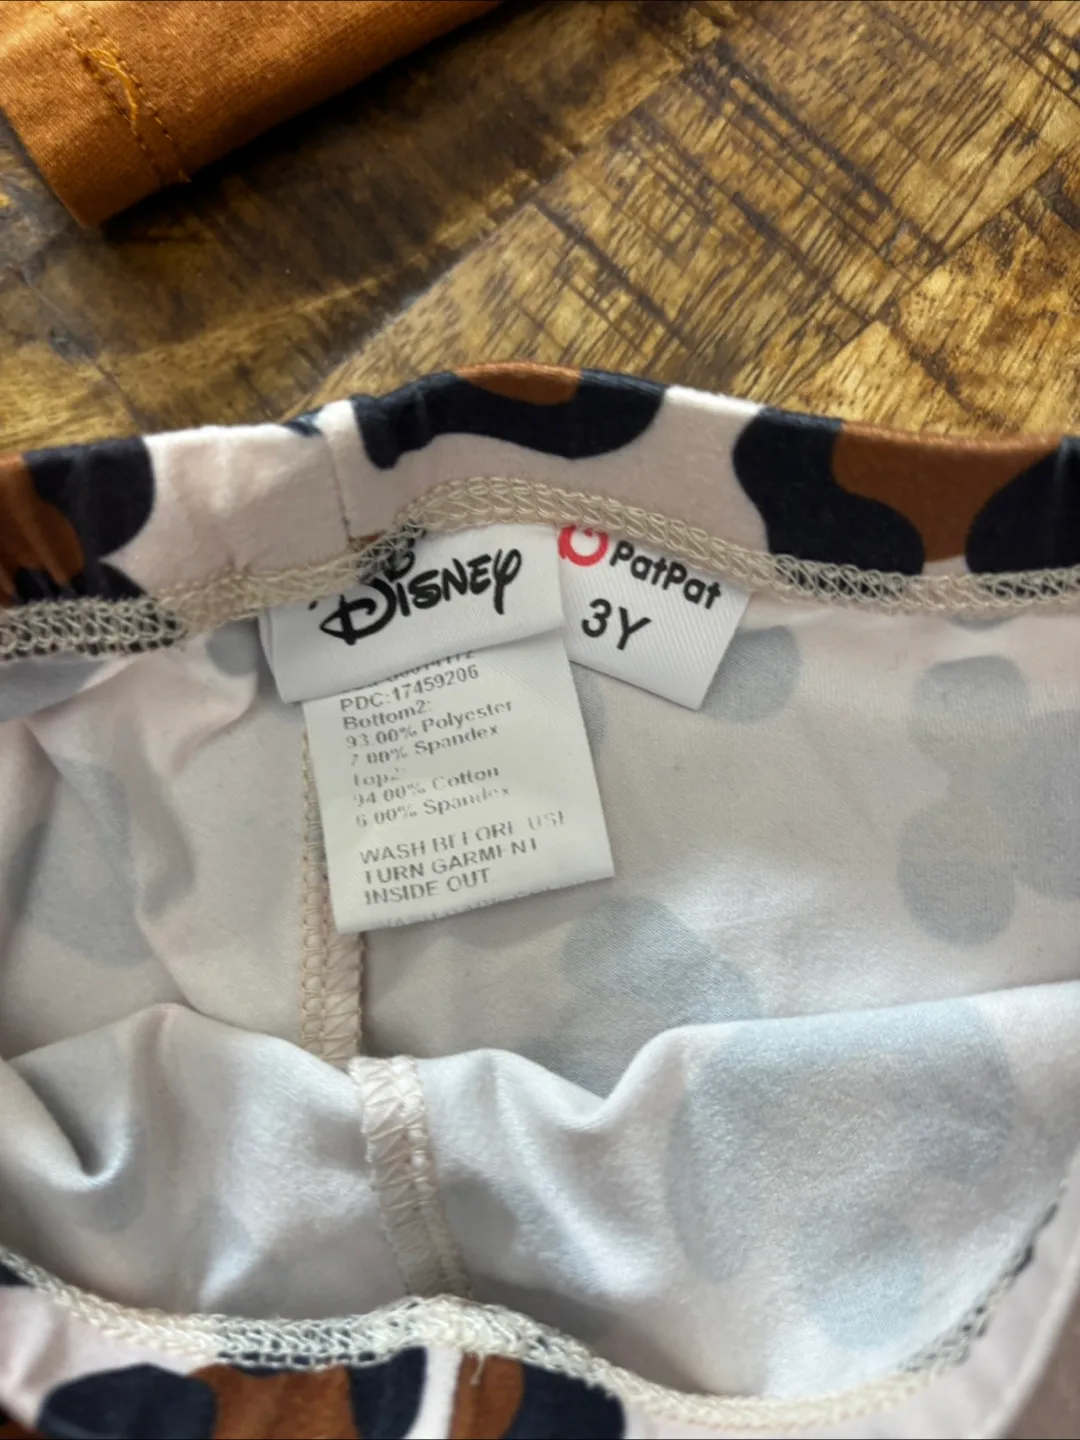 Disney
PatPat
3Y
PDC:17459206
Bottom2:
93.00% Polyester
7.00% Spandex
Top2:
94.00% Cotton
6.00% Spandex
WASH BEFORE USE
TURN GARMENT
INSIDE OUT